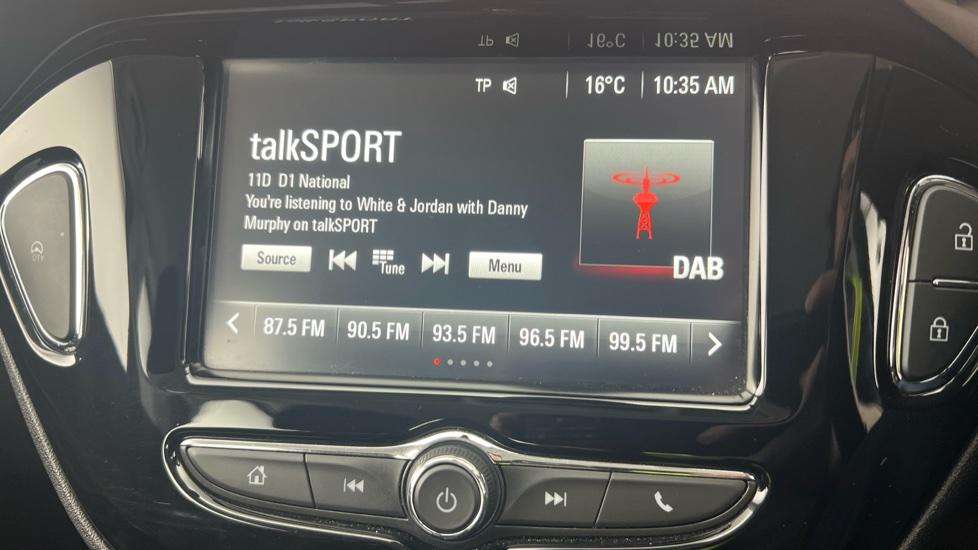 TP 16°C 10:35 AM
talkSPORT
11D D1 National
You're listening to White & Jordan with Danny
Murphy on talkSPORT
Source Tune Menu
DAB
87.5 FM 90.5 FM 93.5 FM 96.5 FM 99.5 FM